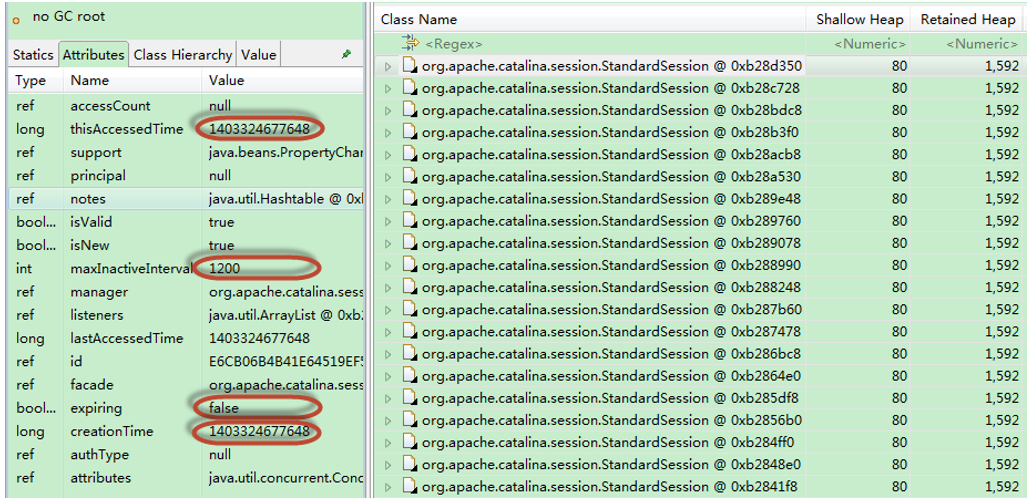 no GC root
Statics Attributes Class Hierarchy Value
Type Name Value
ref accessCount null
long thisAccessedTime 1403324677648
ref support java.beans.PropertyChar
ref principal null
ref notes java.util.Hashtable @ 0xl
bool... isValid true
bool... isNew true
int maxInactiveInterval 1200
ref manager org.apache.catalina.sess
ref listeners java.util.ArrayList @ 0xb
long lastAccessedTime 1403324677648
ref id E6CB06B4B41E64519EF5
ref facade org.apache.catalina.sess
bool... expiring false
long creationTime 1403324677648
ref authType null
ref attributes java.util.concurrent.Conc
Class Name Shallow Heap Retained Heap
<Regex> <Numeric> <Numeric>
org.apache.catalina.session.StandardSession @ 0xb28d350 80 1,592
org.apache.catalina.session.StandardSession @ 0xb28c728 80 1,592
org.apache.catalina.session.StandardSession @ 0xb28bdc8 80 1,592
org.apache.catalina.session.StandardSession @ 0xb28b3f0 80 1,592
org.apache.catalina.session.StandardSession @ 0xb28acb8 80 1,592
org.apache.catalina.session.StandardSession @ 0xb28a530 80 1,592
org.apache.catalina.session.StandardSession @ 0xb289e48 80 1,592
org.apache.catalina.session.StandardSession @ 0xb289760 80 1,592
org.apache.catalina.session.StandardSession @ 0xb289078 80 1,592
org.apache.catalina.session.StandardSession @ 0xb288990 80 1,592
org.apache.catalina.session.StandardSession @ 0xb288248 80 1,592
org.apache.catalina.session.StandardSession @ 0xb287b60 80 1,592
org.apache.catalina.session.StandardSession @ 0xb287478 80 1,592
org.apache.catalina.session.StandardSession @ 0xb286bc8 80 1,592
org.apache.catalina.session.StandardSession @ 0xb2864e0 80 1,592
org.apache.catalina.session.StandardSession @ 0xb285df8 80 1,592
org.apache.catalina.session.StandardSession @ 0xb2856b0 80 1,592
org.apache.catalina.session.StandardSession @ 0xb284ff0 80 1,592
org.apache.catalina.session.StandardSession @ 0xb2848e0 80 1,592
org.apache.catalina.session.StandardSession @ 0xb2841f8 80 1,592